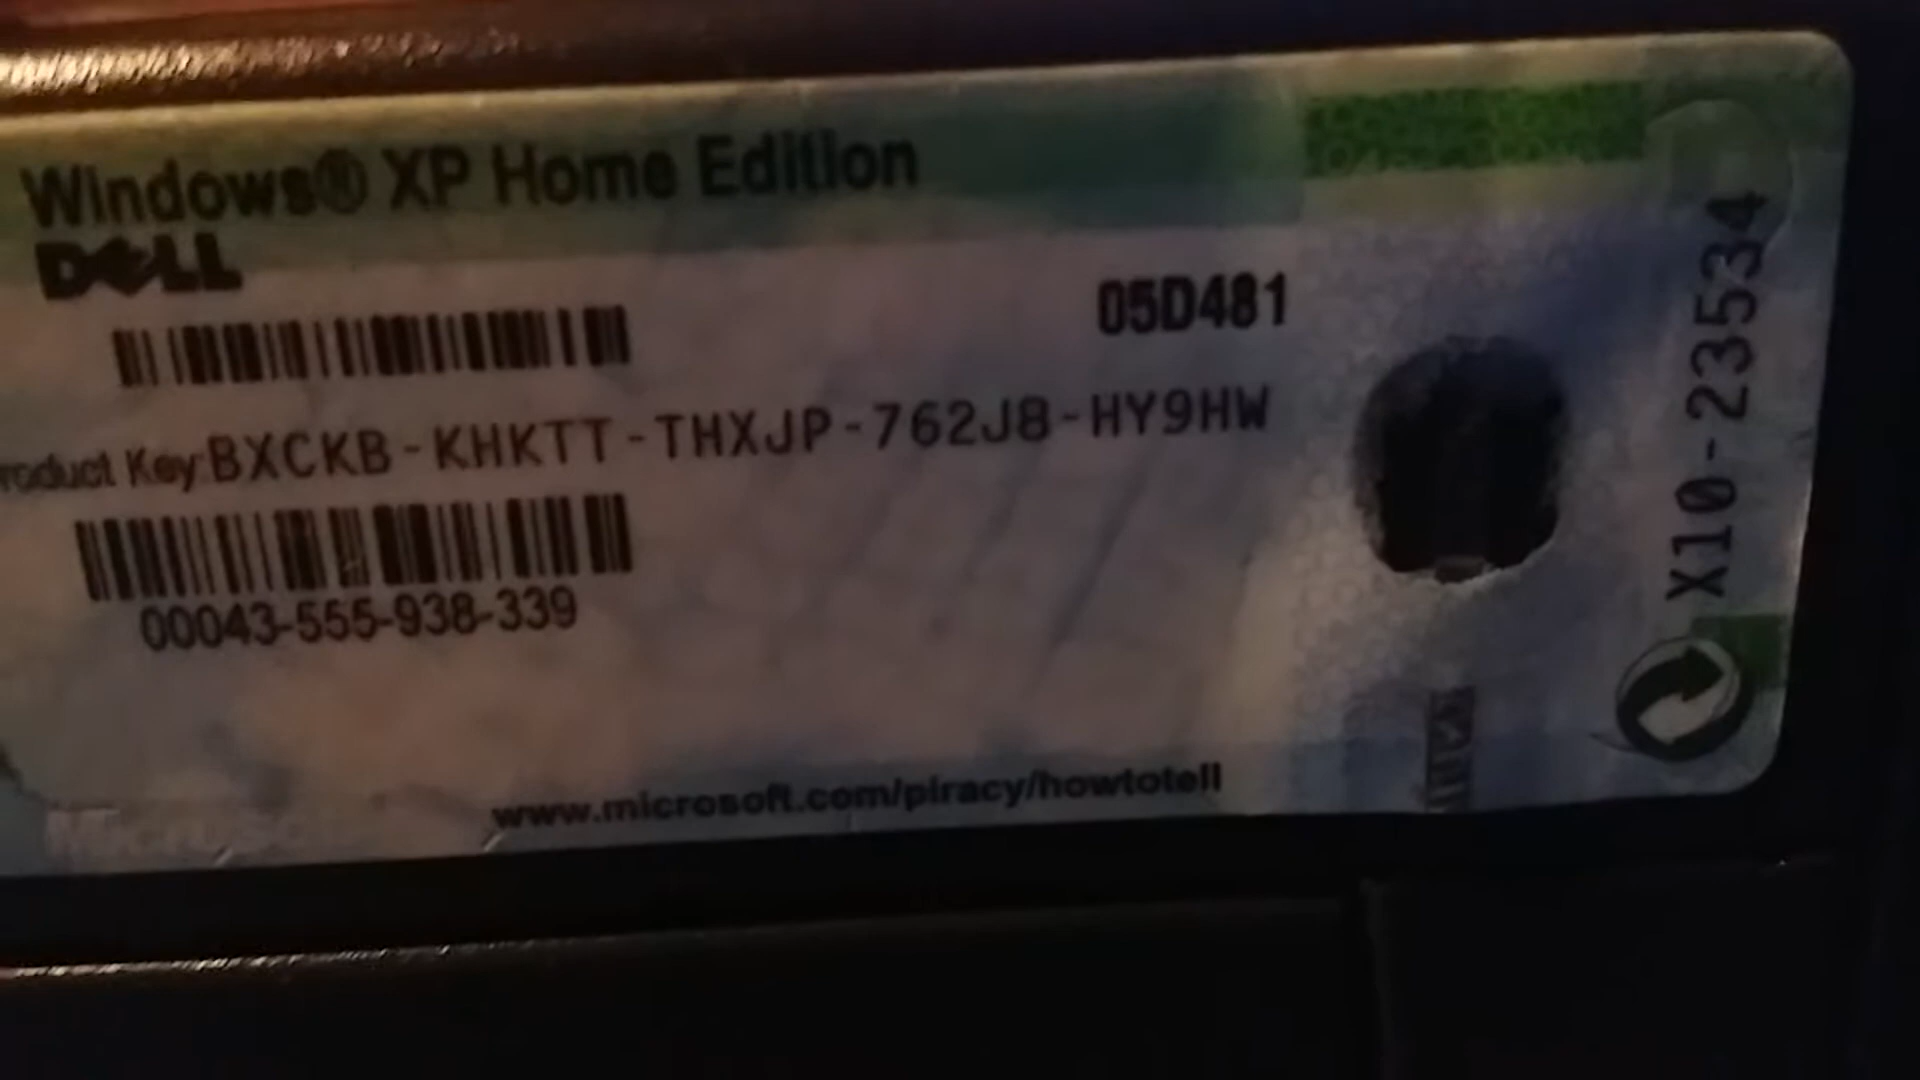 Windows® XP Home Edition
DELL
05D481
roduct Key:BXCKB-KHKTT-THXJP-762J8-HY9HW
00043-555-938-339
www.microsoft.com/piracy/howtotell
Microsoft
X10-23534